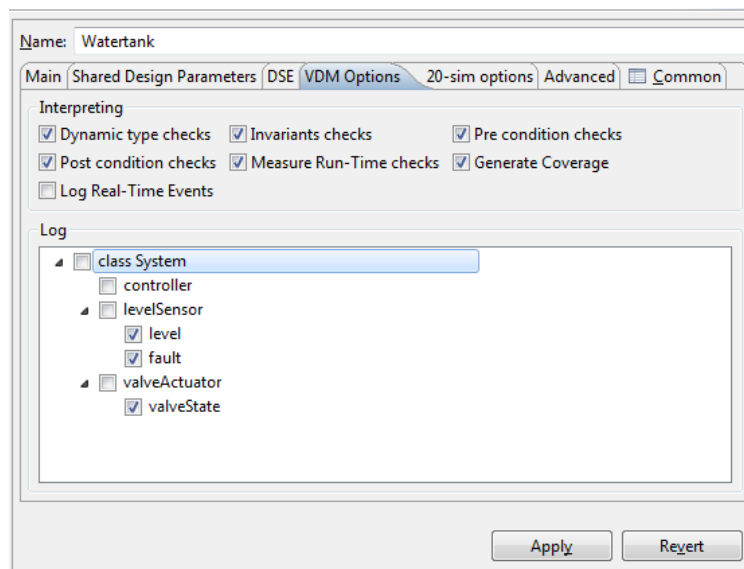 Name: Watertank
Main Shared Design Parameters DSE VDM Options 20-sim options Advanced Common
Interpreting
Dynamic type checks Invariants checks Pre condition checks
Post condition checks Measure Run-Time checks Generate Coverage
Log Real-Time Events
Log
class System
controller
levelSensor
level
fault
valveActuator
valveState
Apply Revert